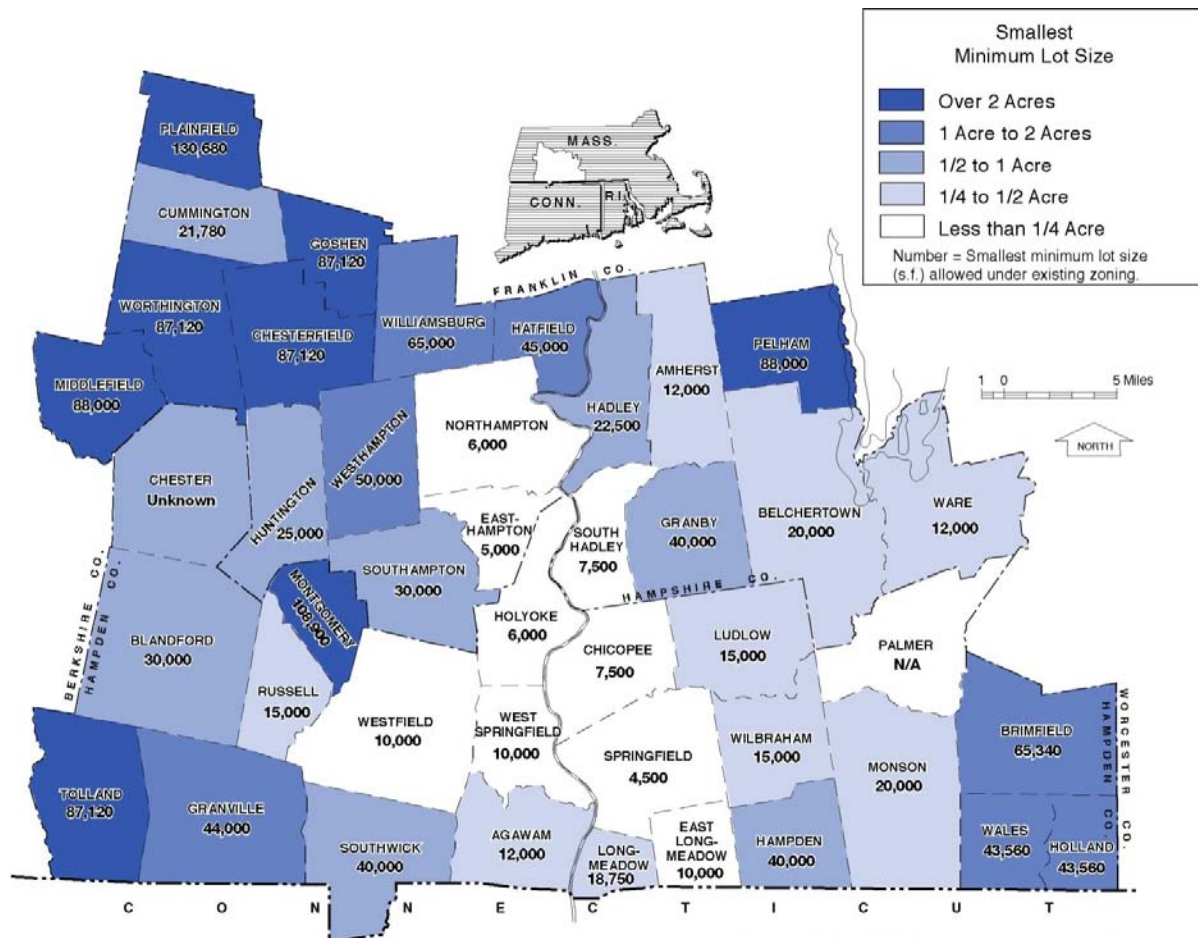 Smallest
Minimum Lot Size
Over 2 Acres
1 Acre to 2 Acres
1/2 to 1 Acre
1/4 to 1/2 Acre
Less than 1/4 Acre
Number = Smallest minimum lot size
(s.f.) allowed under existing zoning.
MASS.
CONN.
R.I.
PLAINFIELD
130,680
CUMMINGTON
21,780
GOSHEN
87,120
FRANKLIN CO.
WORTHINGTON
87,120
CHESTERFIELD
87,120
WILLIAMSBURG
65,000
HATFIELD
45,000
PELHAM
88,000
AMHERST
12,000
MIDDLEFIELD
88,000
1 0 5 Miles
NORTH
HADLEY
22,500
NORTHAMPTON
6,000
WESTHAMPTON
50,000
CHESTER
Unknown
HUNTINGTON
25,000
EAST-
HAMPTON
5,000
SOUTH
HADLEY
7,500
GRANBY
40,000
BELCHERTOWN
20,000
WARE
12,000
SOUTHAMPTON
30,000
MONTGOMERY
108,900
HAMPSHIRE CO.
BERKSHIRE CO.
HAMPDEN CO.
BLANDFORD
30,000
HOLYOKE
6,000
CHICOPEE
7,500
LUDLOW
15,000
PALMER
N/A
RUSSELL
15,000
WESTFIELD
10,000
WEST
SPRINGFIELD
10,000
SPRINGFIELD
4,500
WILBRAHAM
15,000
MONSON
20,000
BRIMFIELD
65,340
HAMPDEN CO.
WORCESTER CO.
TOLLAND
87,120
GRANVILLE
44,000
SOUTHWICK
40,000
AGAWAM
12,000
LONG-
MEADOW
18,750
EAST
LONG-
MEADOW
10,000
HAMPDEN
40,000
WALES
43,560
HOLLAND
43,560
CONNECTICUT